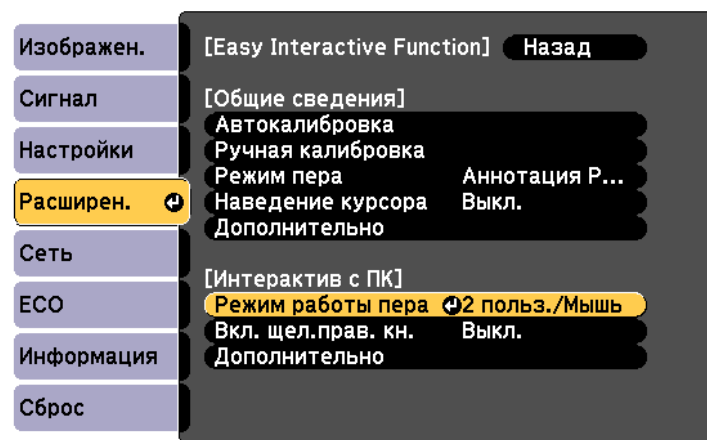 Изображен.
Сигнал
Настройки
Расширен.
Сеть
ECO
Информация
Сброс
[Easy Interactive Function] Назад
[Общие сведения]
Автокалибровка
Ручная калибровка
Режим пера Аннотация P...
Наведение курсора Выкл.
Дополнительно
[Интерактив с ПК]
Режим работы пера 2 польз./Мышь
Вкл. щел.прав. кн. Выкл.
Дополнительно